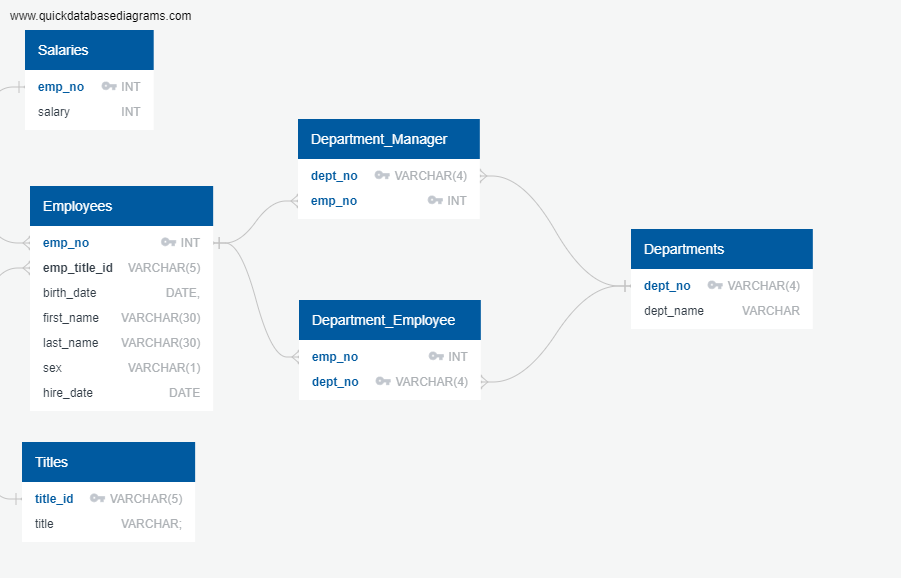 www.quickdatabasediagrams.com
Salaries
emp_no INT
salary INT
Department_Manager
dept_no VARCHAR(4)
emp_no INT
Employees
emp_no INT
emp_title_id VARCHAR(5)
birth_date DATE,
first_name VARCHAR(30)
last_name VARCHAR(30)
sex VARCHAR(1)
hire_date DATE
Departments
dept_no VARCHAR(4)
dept_name VARCHAR
Department_Employee
emp_no INT
dept_no VARCHAR(4)
Titles
title_id VARCHAR(5)
title VARCHAR;